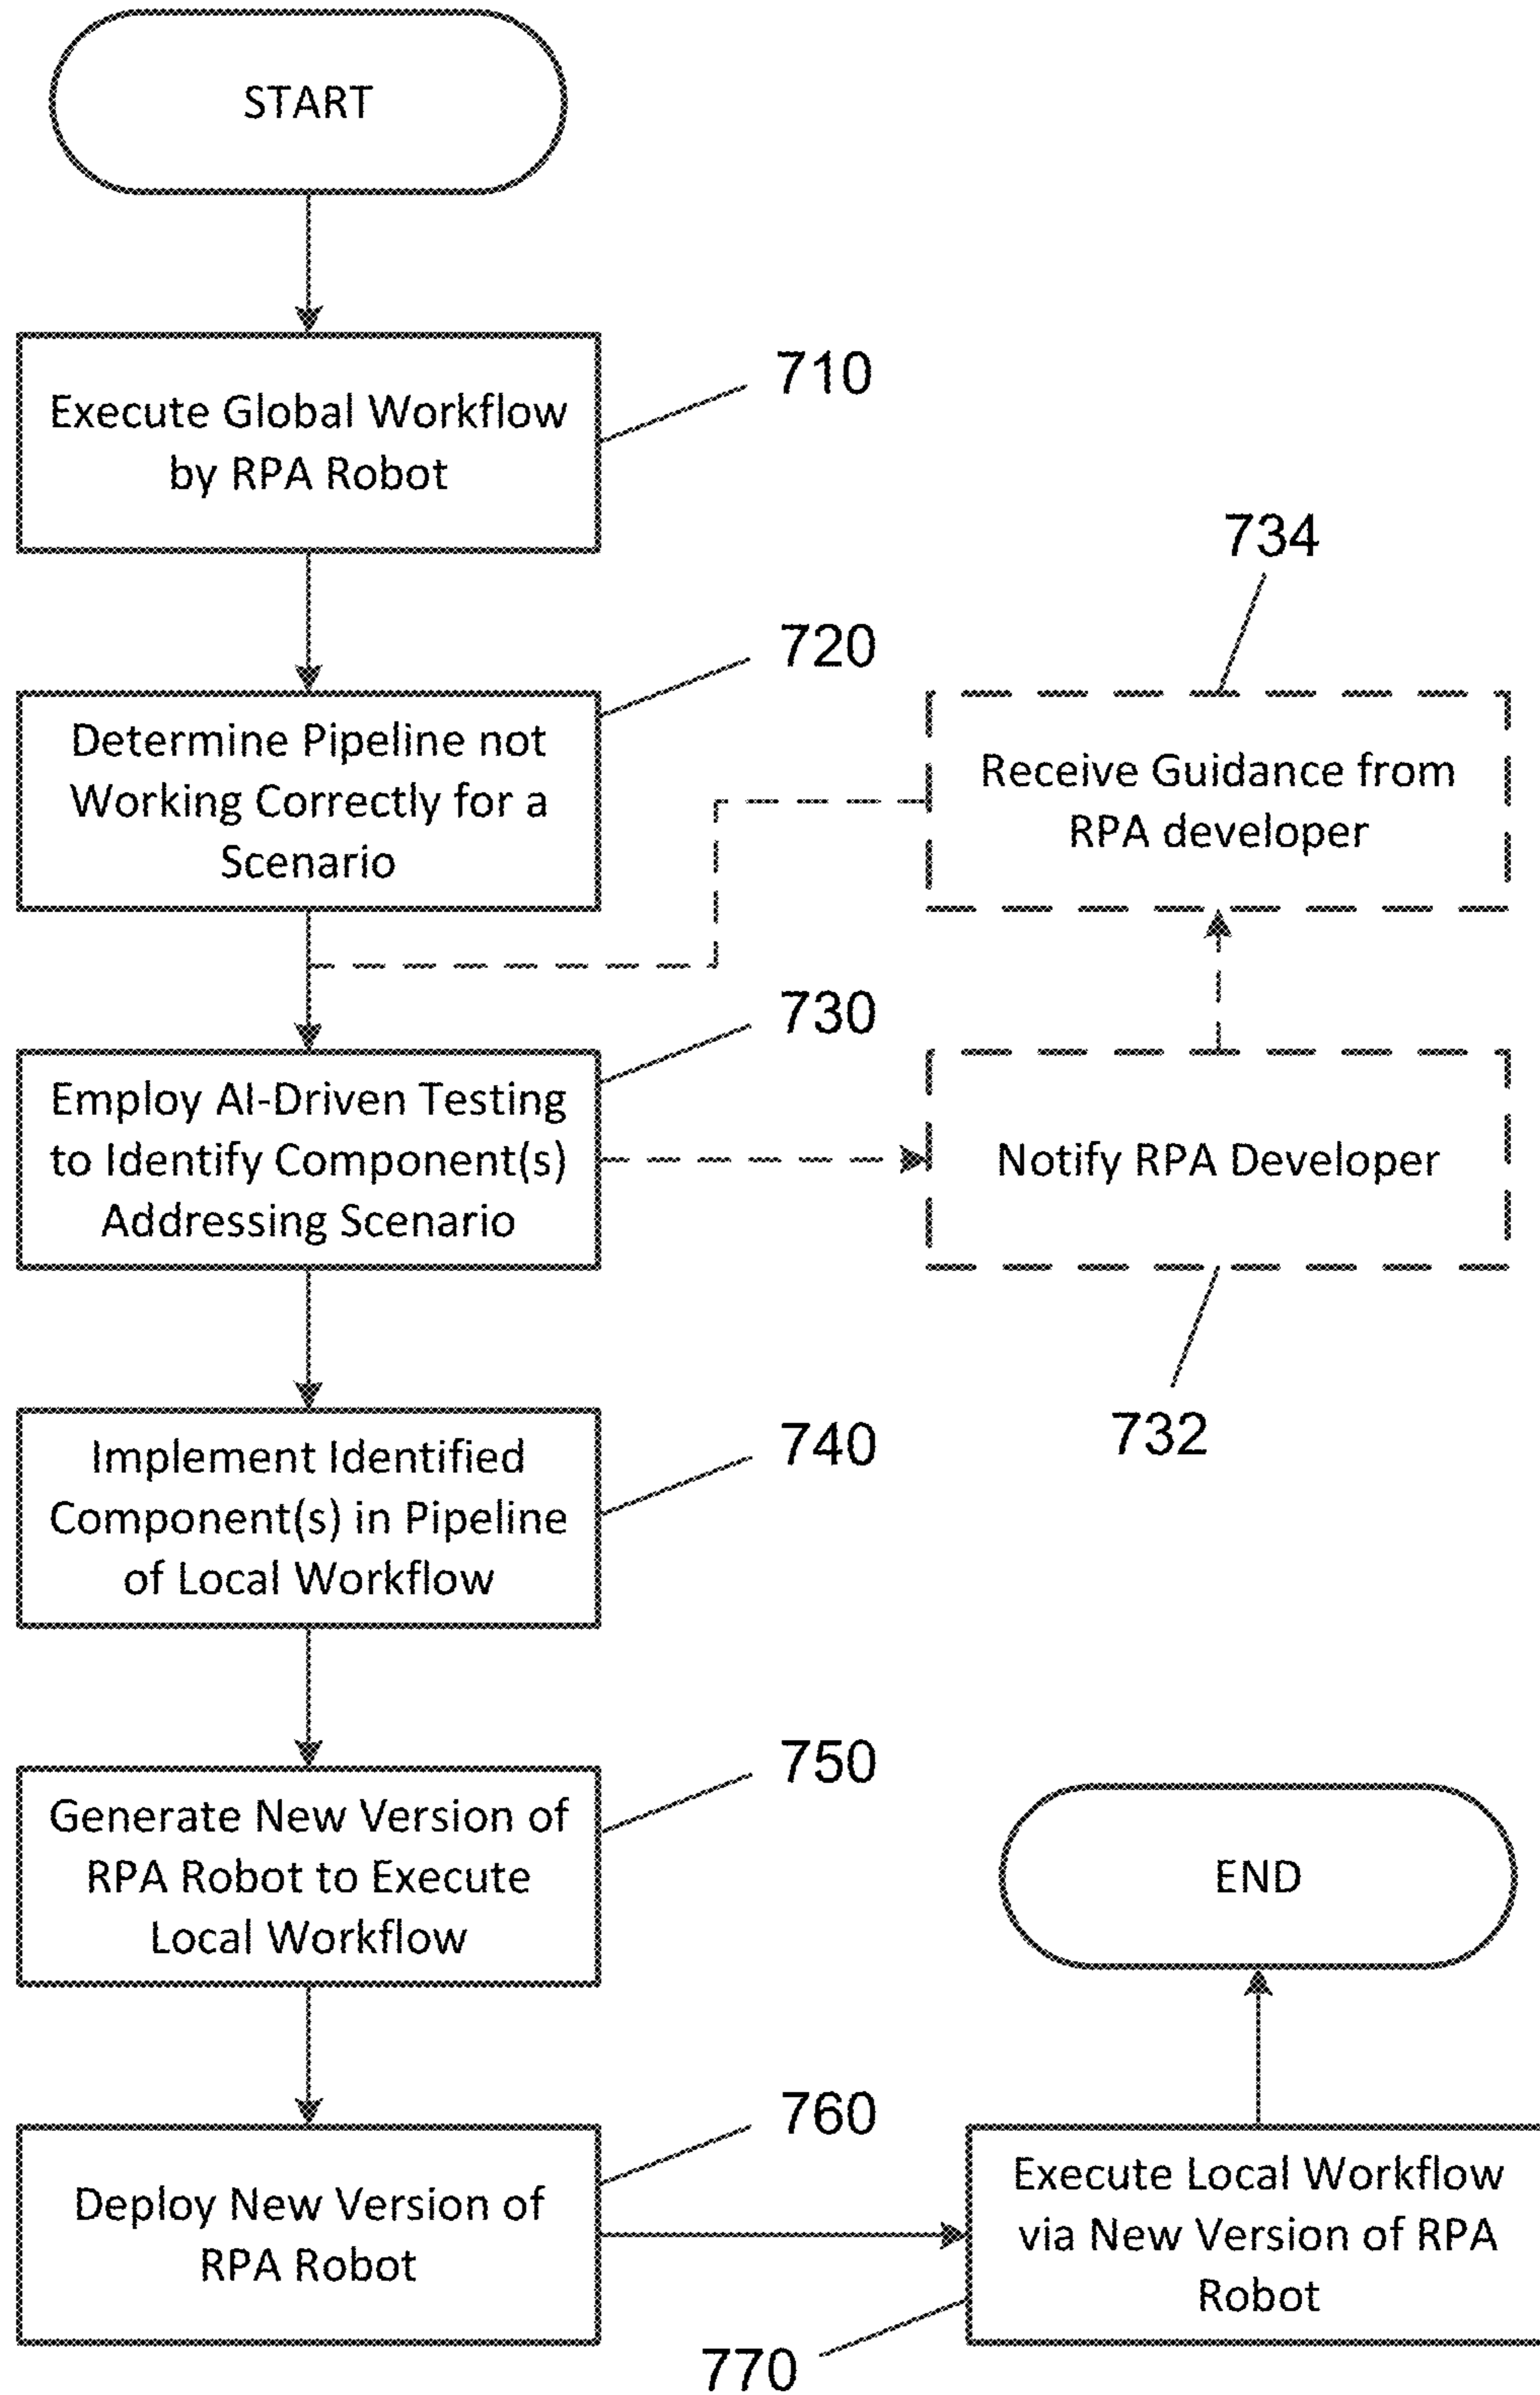 START
Execute Global Workflow
by RPA Robot
710
Determine Pipeline not
Working Correctly for a
Scenario
720
734
Receive Guidance from
RPA developer
Employ AI-Driven Testing
to Identify Component(s)
Addressing Scenario
730
Notify RPA Developer
732
Implement Identified
Component(s) in Pipeline
of Local Workflow
740
Generate New Version of
RPA Robot to Execute
Local Workflow
750
Deploy New Version of
RPA Robot
760
Execute Local Workflow
via New Version of RPA
Robot
770
END